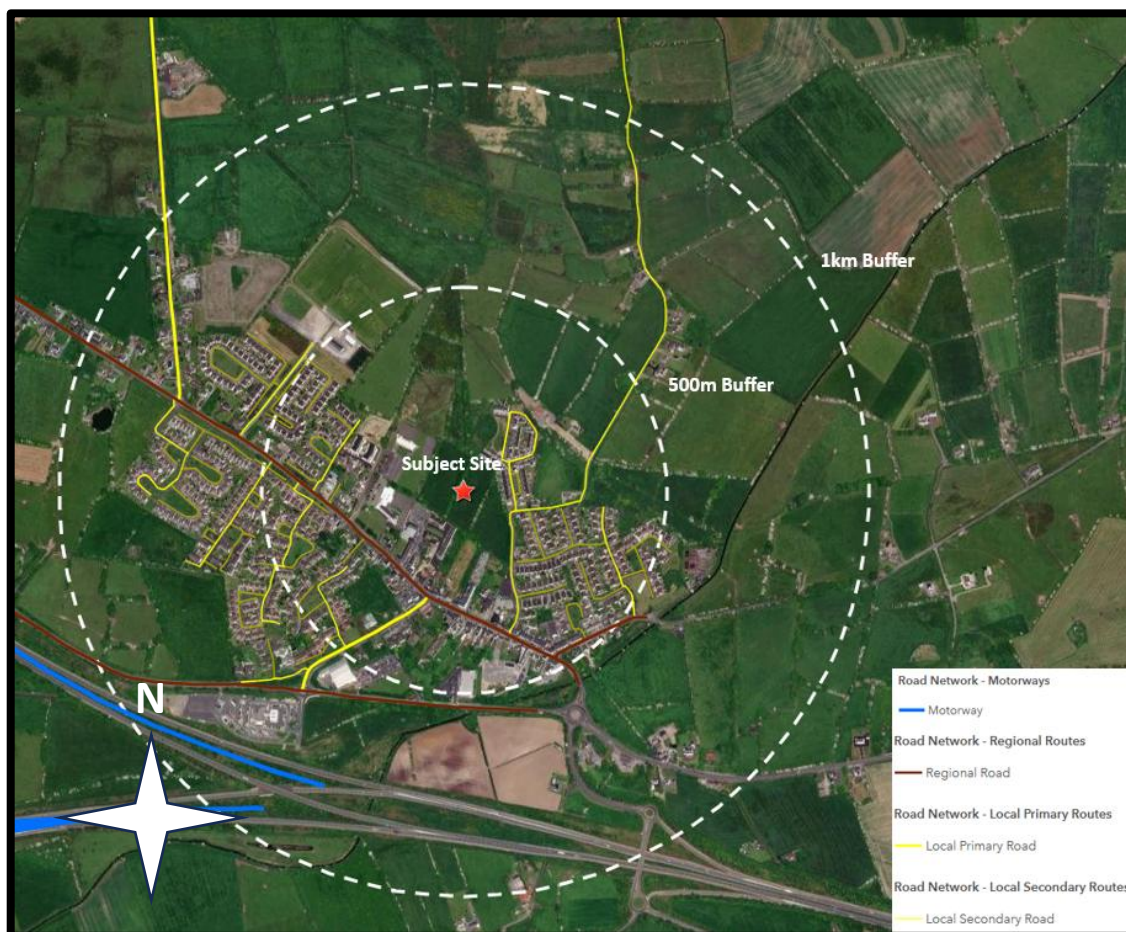 1km Buffer
500m Buffer
Subject Site
N
Road Network - Motorways
Motorway
Road Network - Regional Routes
Regional Road
Road Network - Local Primary Routes
Local Primary Road
Road Network - Local Secondary Routes
Local Secondary Road